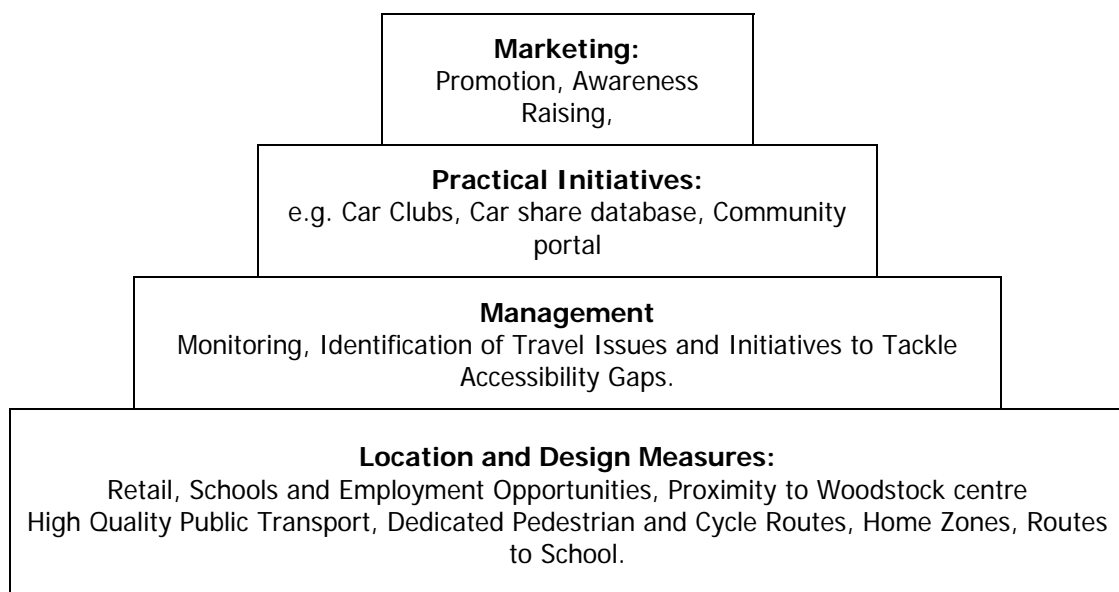 Marketing:
Promotion, Awareness
Raising,
Practical Initiatives:
e.g. Car Clubs, Car share database, Community
portal
Management
Monitoring, Identification of Travel Issues and Initiatives to Tackle
Accessibility Gaps.
Location and Design Measures:
Retail, Schools and Employment Opportunities, Proximity to Woodstock centre
High Quality Public Transport, Dedicated Pedestrian and Cycle Routes, Home Zones, Routes
to School.